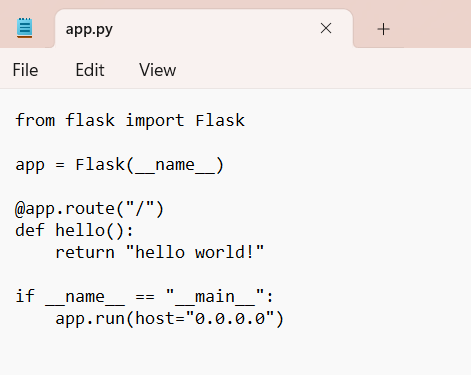 app.py
File Edit View
from flask import Flask
app = Flask(__name__)
@app.route("/")
def hello():
    return "hello world!"
if __name__ == "__main__":
    app.run(host="0.0.0.0")